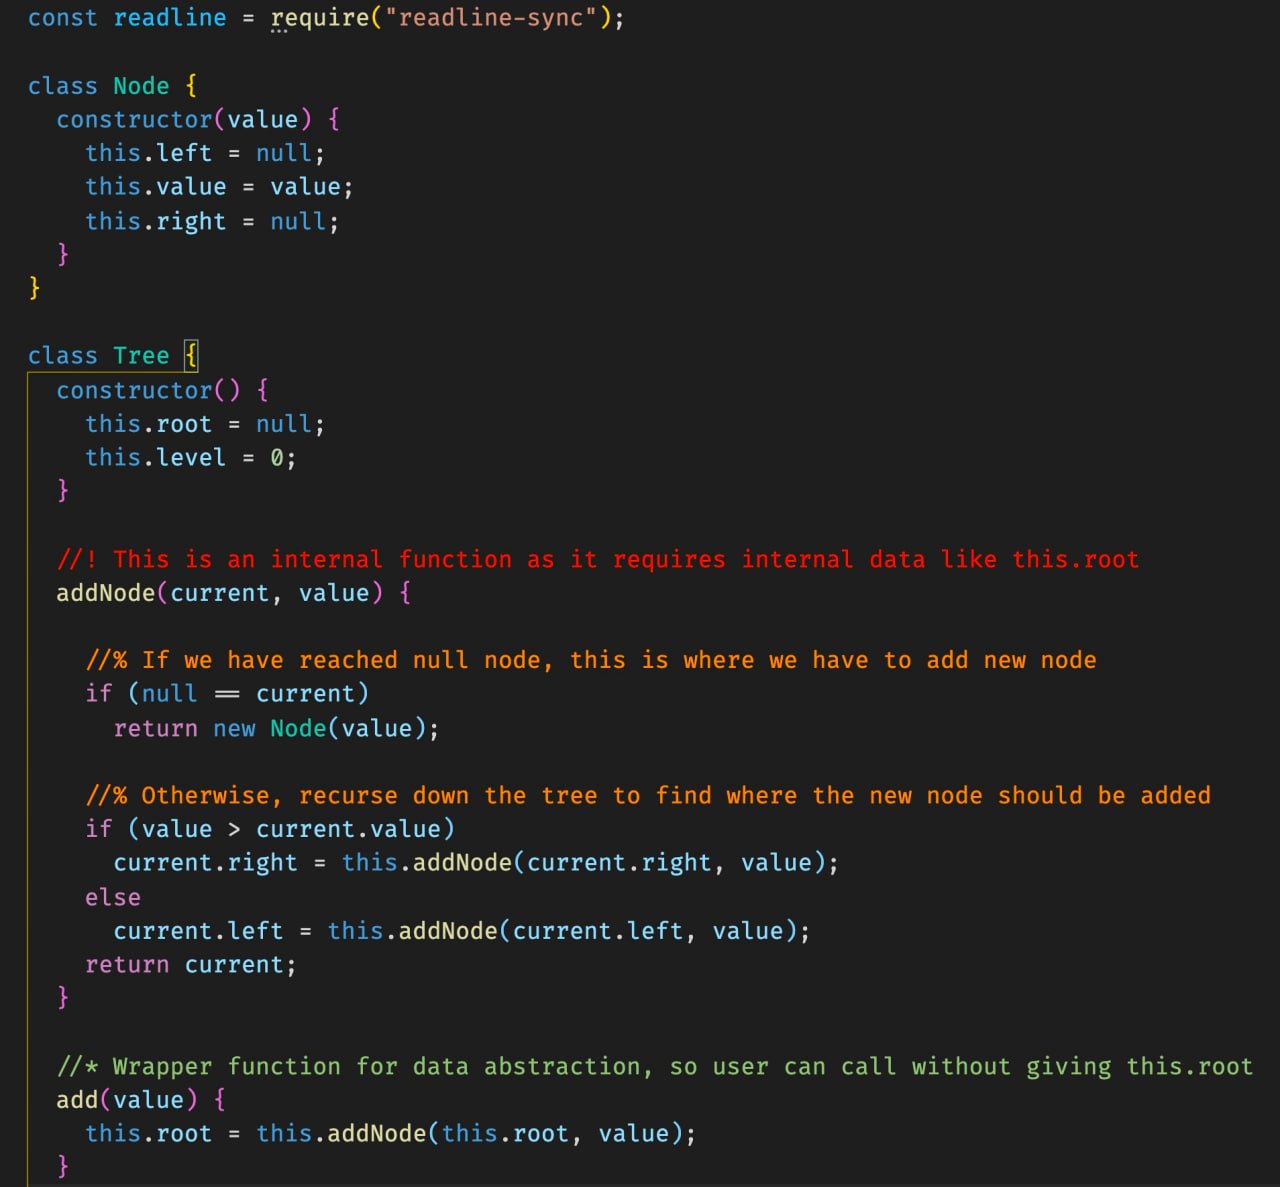 const readline = require("readline-sync");
class Node {
constructor(value) {
this.left = null;
this.value = value;
this.right = null;
}
}
class Tree {
constructor() {
this.root = null;
this.level = 0;
}
//! This is an internal function as it requires internal data like this.root
addNode(current, value) {
//% If we have reached null node, this is where we have to add new node
if (null == current)
return new Node(value);
//% Otherwise, recurse down the tree to find where the new node should be added
if (value > current.value)
current.right = this.addNode(current.right, value);
else
current.left = this.addNode(current.left, value);
return current;
}
//* Wrapper function for data abstraction, so user can call without giving this.root
add(value) {
this.root = this.addNode(this.root, value);
}